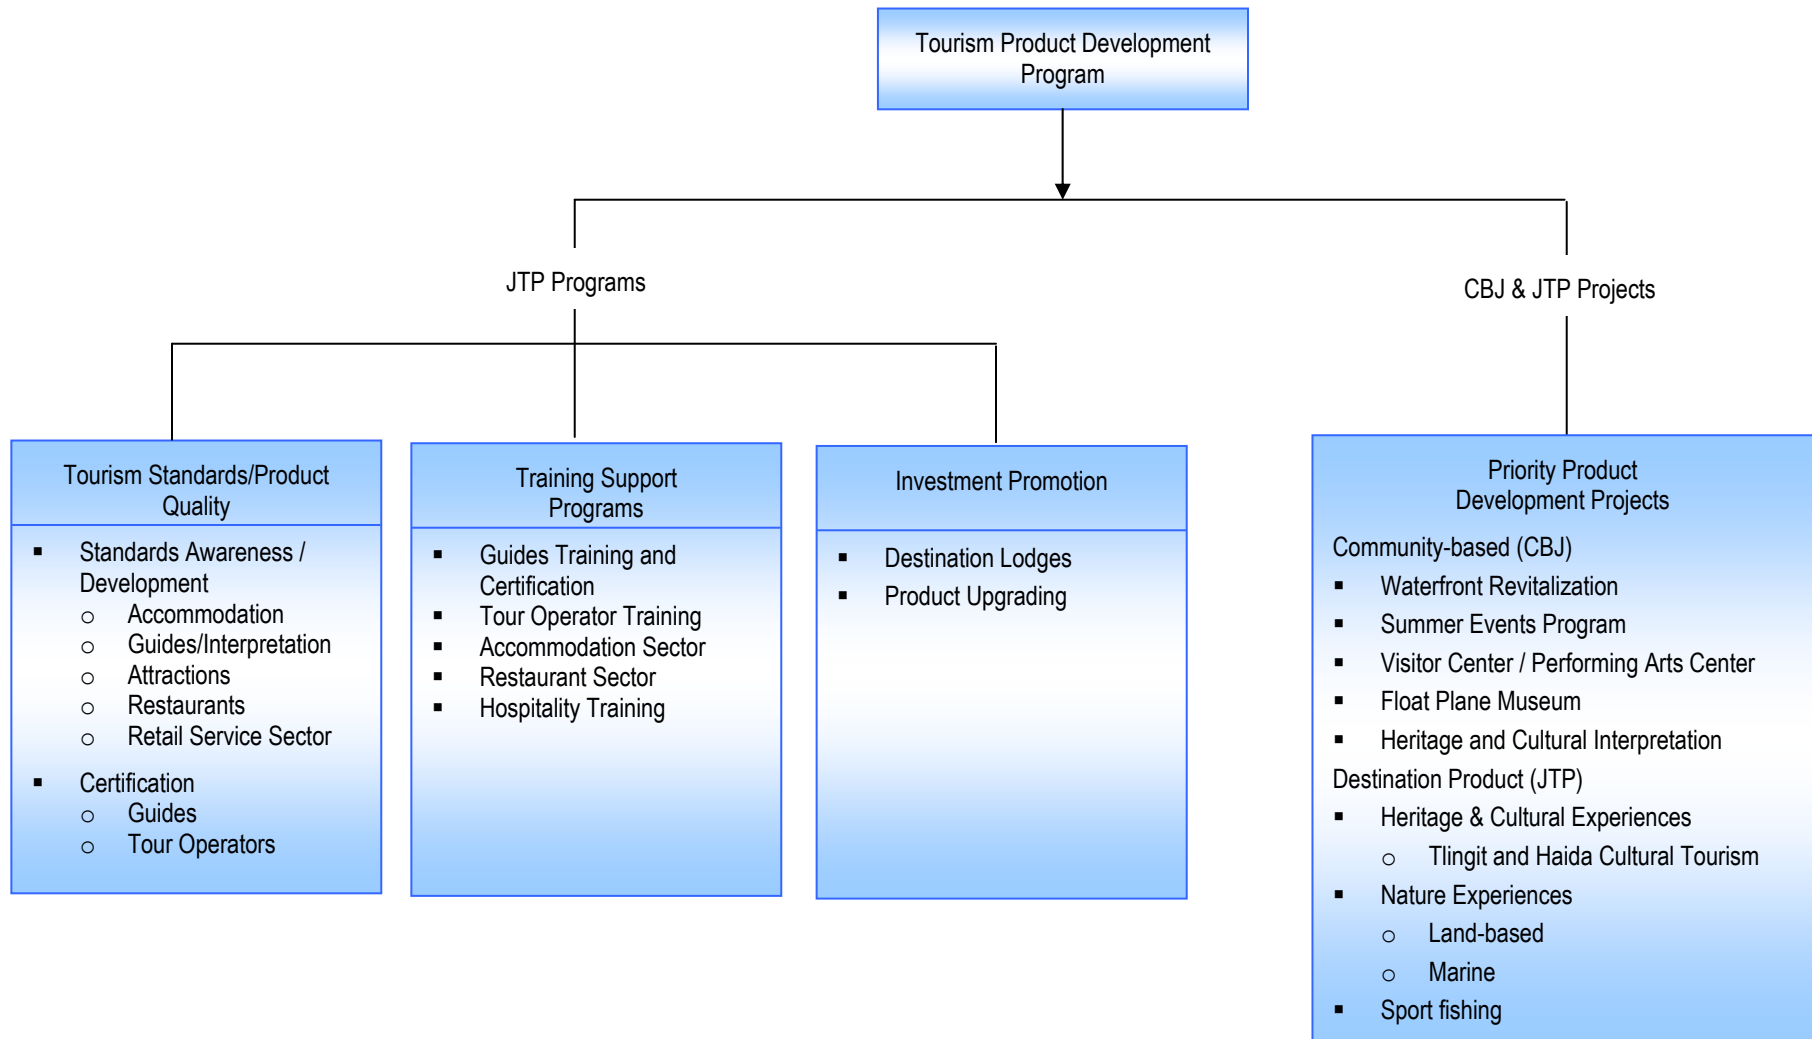 Tourism Product Development
Program
JTP Programs
CBJ & JTP Projects
Tourism Standards/Product
Quality
▪ Standards Awareness /
Development
o Accommodation
o Guides/Interpretation
o Attractions
o Restaurants
o Retail Service Sector
▪ Certification
o Guides
o Tour Operators
Training Support
Programs
▪ Guides Training and
Certification
▪ Tour Operator Training
▪ Accommodation Sector
▪ Restaurant Sector
▪ Hospitality Training
Investment Promotion
▪ Destination Lodges
▪ Product Upgrading
Priority Product
Development Projects
Community-based (CBJ)
▪ Waterfront Revitalization
▪ Summer Events Program
▪ Visitor Center / Performing Arts Center
▪ Float Plane Museum
▪ Heritage and Cultural Interpretation
Destination Product (JTP)
▪ Heritage & Cultural Experiences
o Tlingit and Haida Cultural Tourism
▪ Nature Experiences
o Land-based
o Marine
▪ Sport fishing